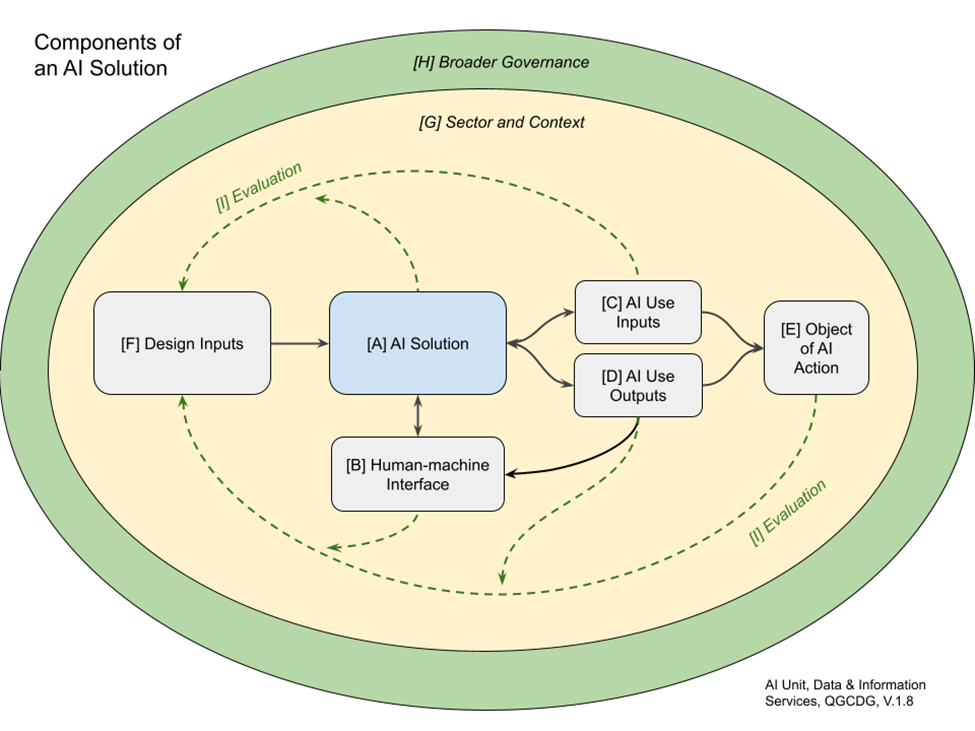 Components of
an AI Solution
[H] Broader Governance
[G] Sector and Context
[I] Evaluation
[F] Design Inputs
[A] AI Solution
[C] AI Use
Inputs
[D] AI Use
Outputs
[E] Object
of AI
Action
[B] Human-machine
Interface
[I] Evaluation
AI Unit, Data & Information
Services, QGCDG, V.1.8